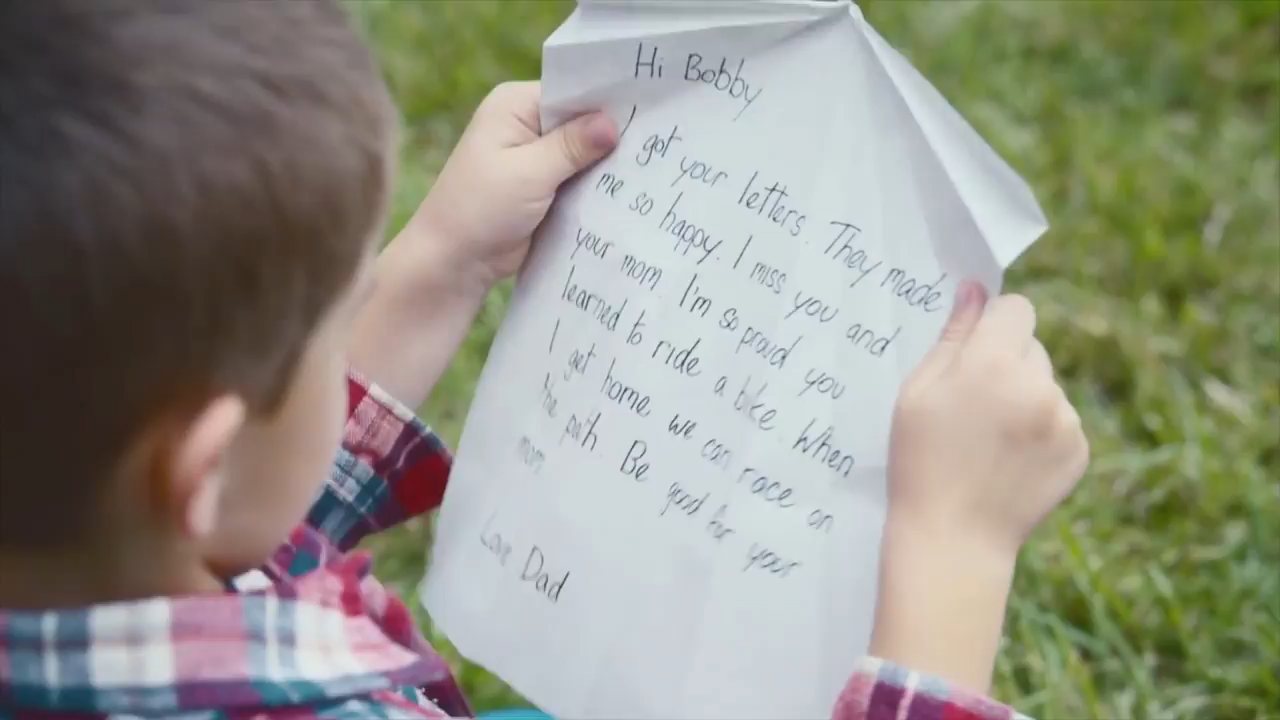 Hi Bobby
I got your letters. They made
me so happy. I miss you and
your mom. I'm so proud you
learned to ride a bike. When
I get home we can race on
the path. Be good for your
mom
Love Dad